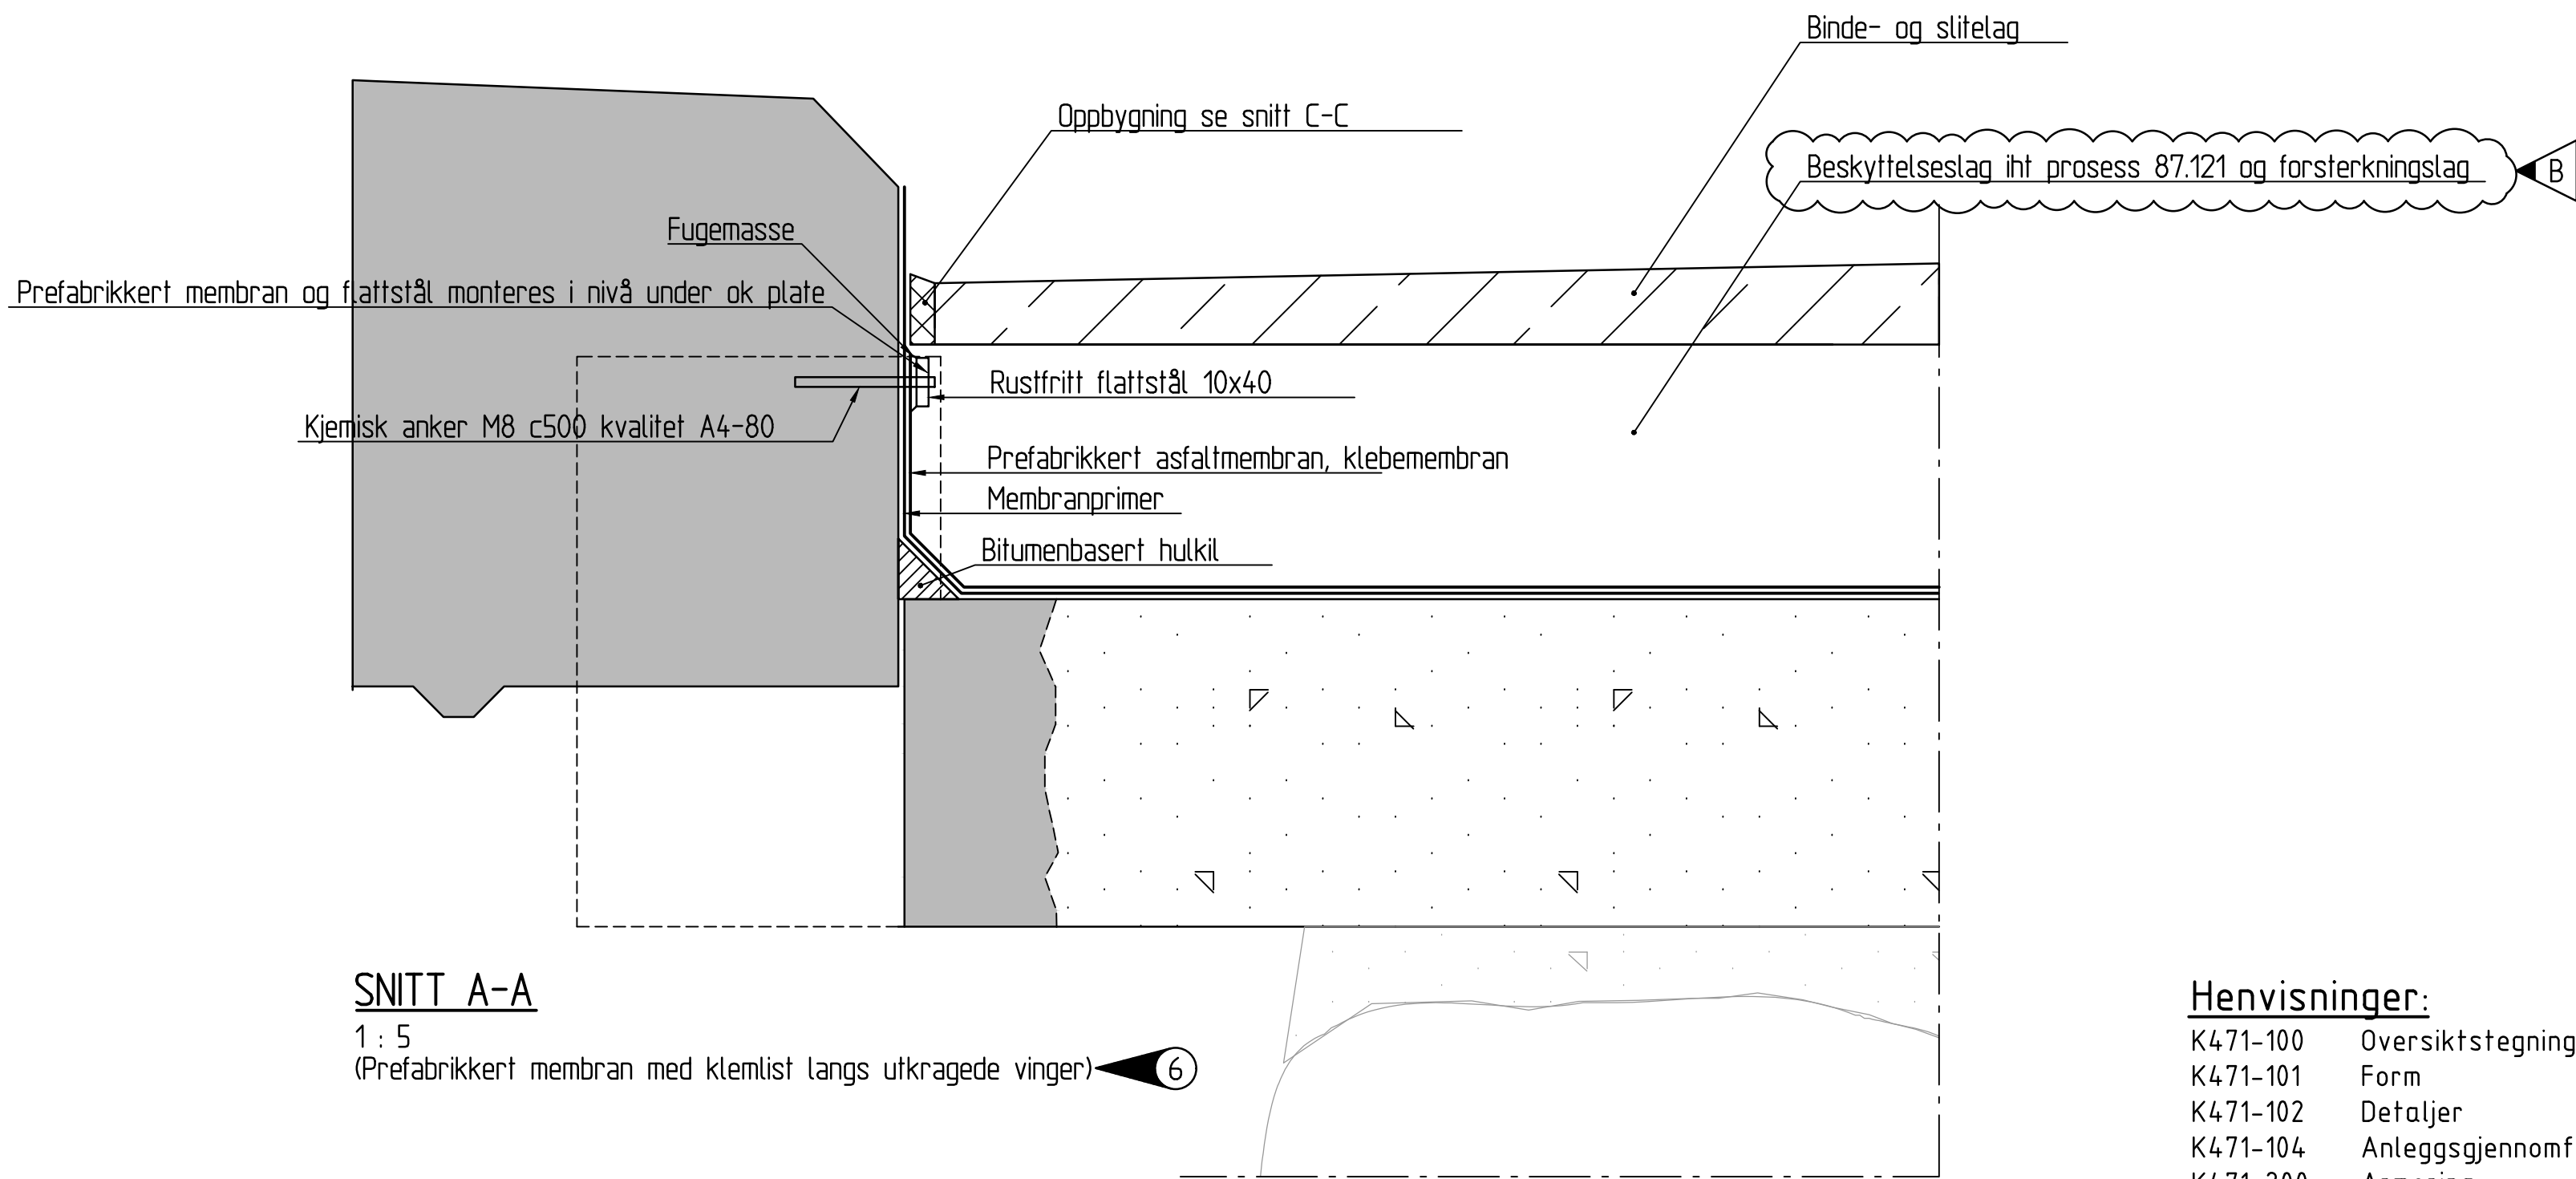 Binde- og slitelag
Oppbygning se snitt C-C
Beskyttelseslag iht prosess 87.121 og forsterkningslag
B
Fugemasse
Prefabrikkert membran og flattstål monteres i nivå under ok plate
Rustfritt flattstål 10x40
Kjemisk anker M8 c500 kvalitet A4-80
Prefabrikkert asfaltmembran, klebemembran
Membranprimer
Bitumenbasert hulkil
SNITT A-A
1 : 5
(Prefabrikkert membran med klemlist langs utkragede vinger)
6
Henvisninger:
K471-100 Oversiktstegning
K471-101 Form
K471-102 Detaljer
K471-104 Anleggsgjennomf